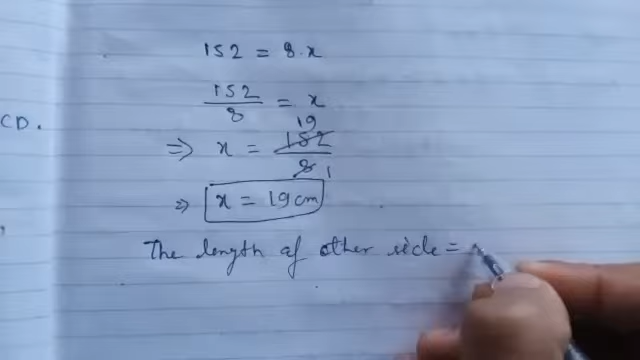 152 = 8.x
152/8 = x
CD.
19
⇒ x = 152/8 1
⇒ x = 19 cm
The length of other side =